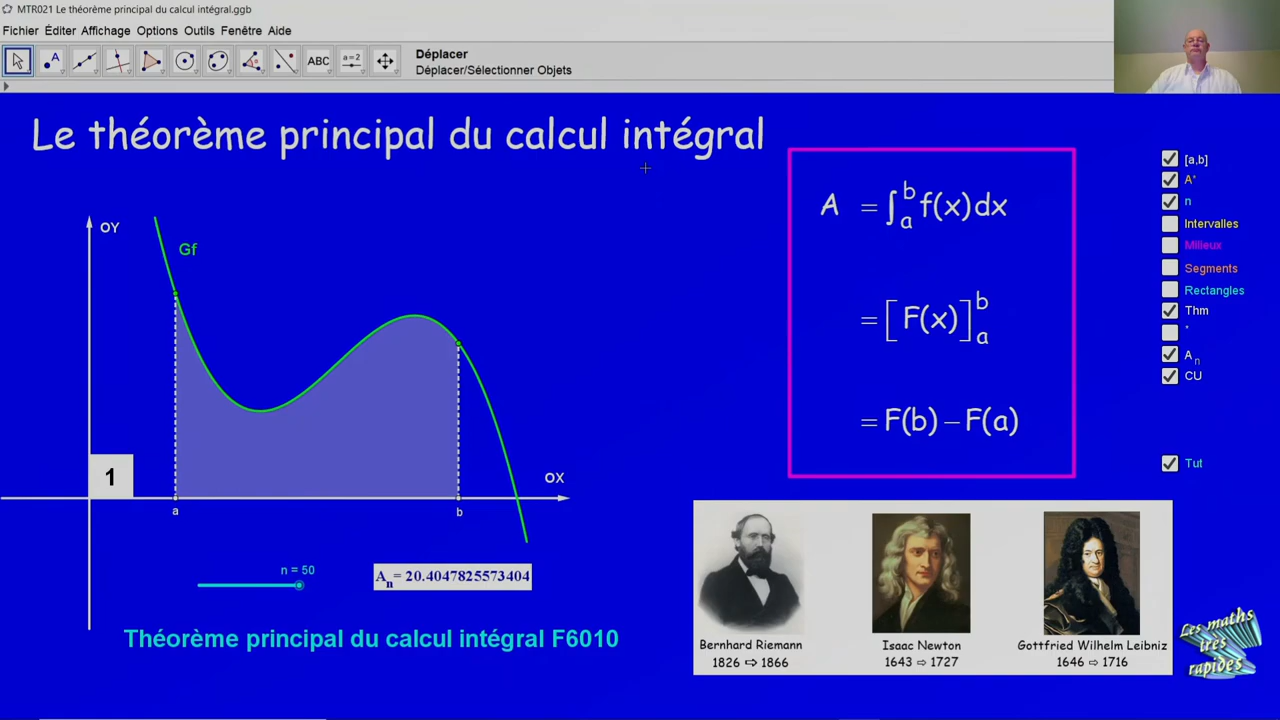 MTR021 Le théorème principal du calcul intégral.ggb
Fichier Éditer Affichage Options Outils Fenêtre Aide
A
ABC
a=2
Déplacer
Déplacer/Sélectionner Objets
Le théorème principal du calcul intégral
A = ∫ₐᵇ f(x)dx
= [F(x)]ₐᵇ
= F(b) – F(a)
[a,b]
A*
n
Intervalles
Milieux
Segments
Rectangles
Thm
*
Aₙ
CU
Tut
OY
Gf
1
OX
a
b
n = 50
Aₙ= 20.4047825573404
Théorème principal du calcul intégral F6010
Bernhard Riemann
1826 ⇨ 1866
Isaac Newton
1643 ⇨ 1727
Gottfried Wilhelm Leibniz
1646 ⇨ 1716
Les maths
très
rapides